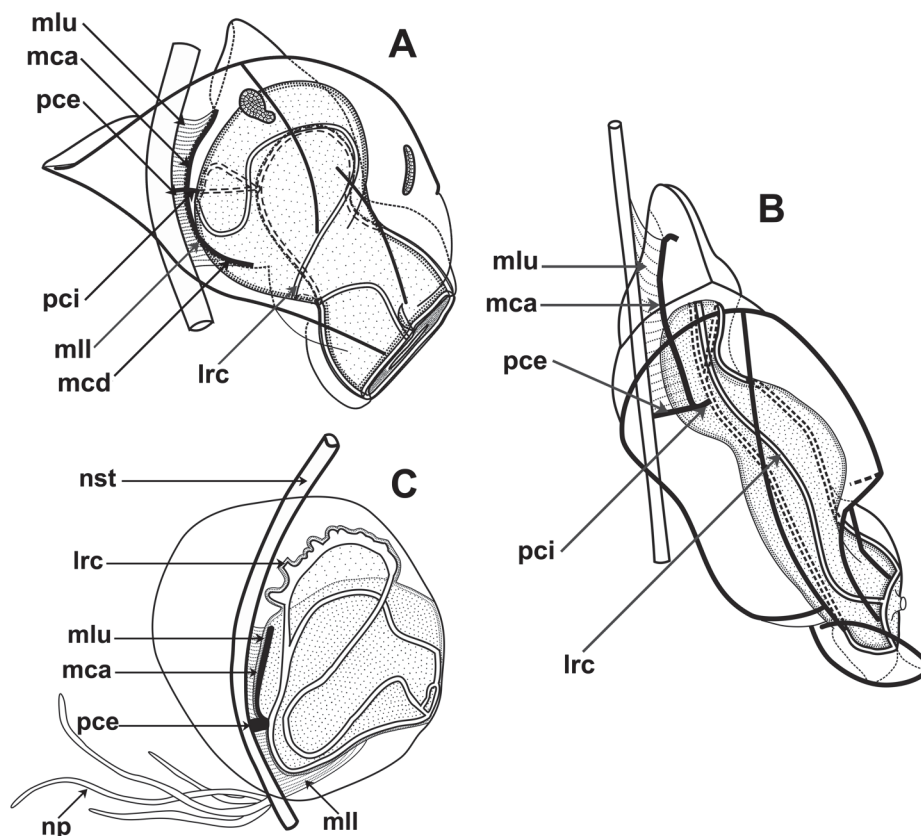 A
mlu
mca
pce
pci
mll
mcd
lrc
B
mlu
mca
pce
pci
lrc
C
nst
lrc
mlu
mca
pce
np
mll